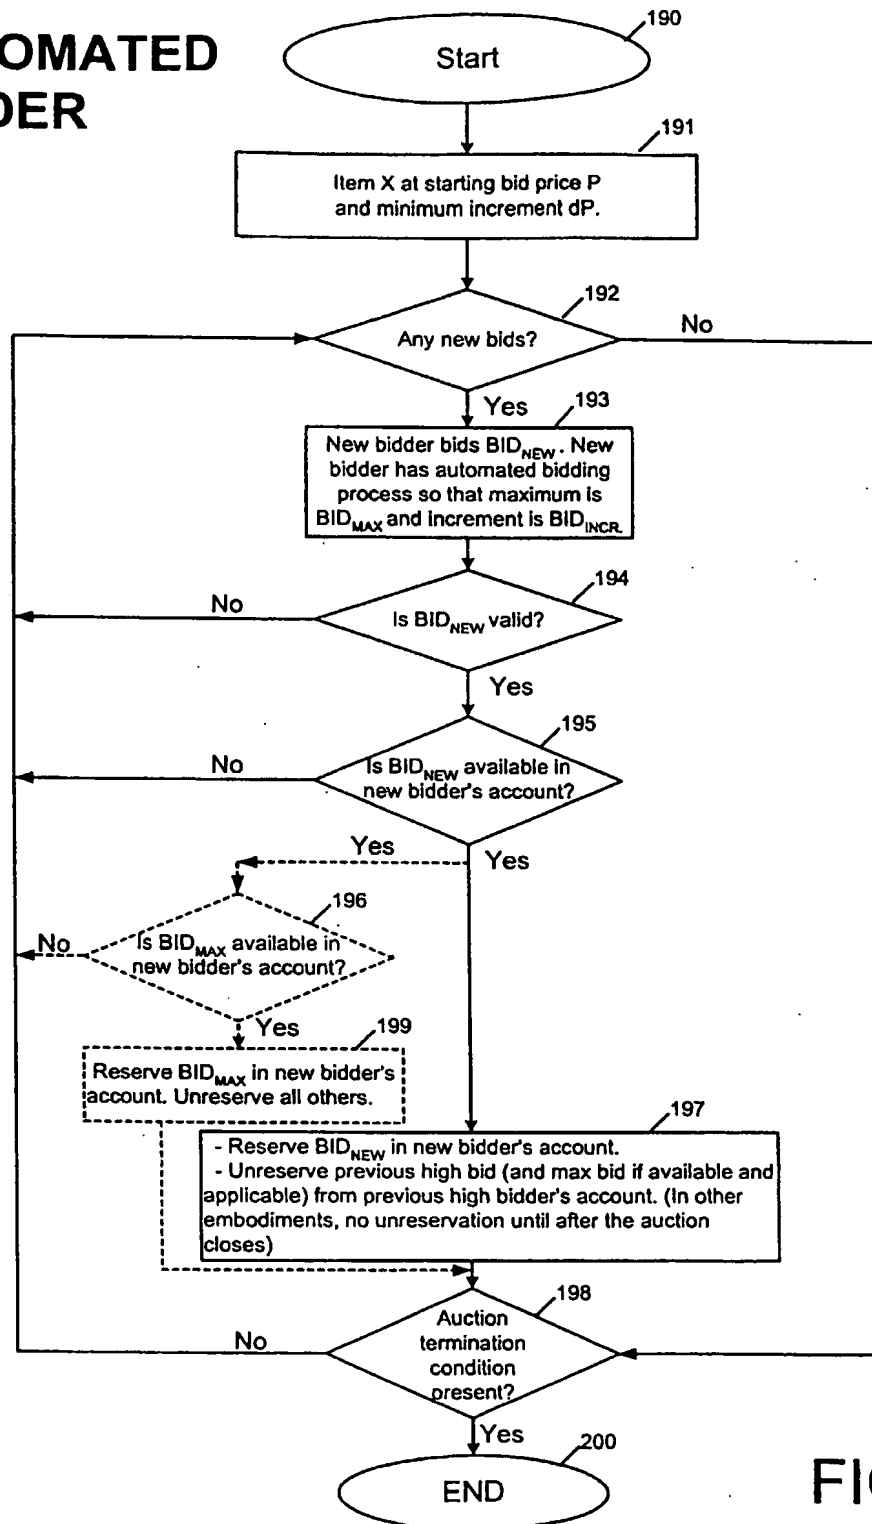 OMATED
DER
190
Start
191
Item X at starting bid price P
and minimum increment dP.
192
Any new bids?
No
Yes
193
New bidder bids BID_NEW. New
bidder has automated bidding
process so that maximum is
BID_MAX and increment is BID_INCR.
194
No
Is BID_NEW valid?
Yes
195
No
Is BID_NEW available in
new bidder's account?
Yes
Yes
196
No
Is BID_MAX available in
new bidder's account?
Yes
199
Reserve BID_MAX in new bidder's
account. Unreserve all others.
197
- Reserve BID_NEW in new bidder's account.
- Unreserve previous high bid (and max bid if available and
applicable) from previous high bidder's account. (In other
embodiments, no unreservation until after the auction
closes)
198
No
Auction
termination
condition
present?
Yes
200
END
FIG